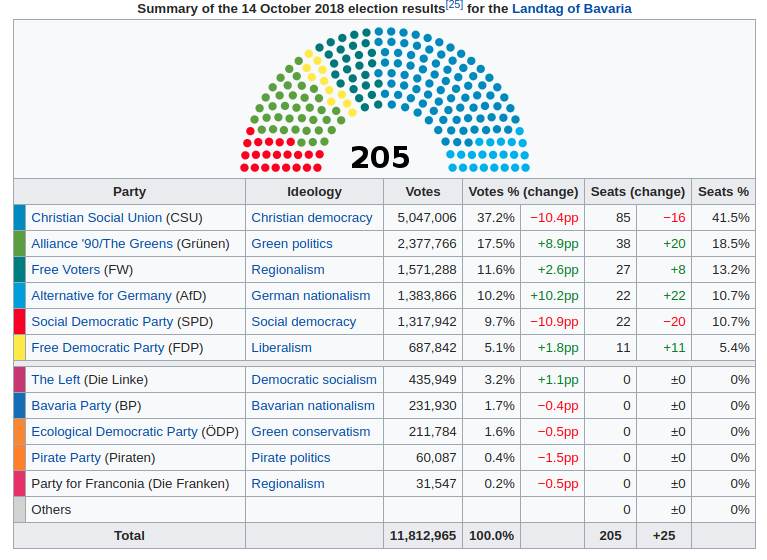 Summary of the 14 October 2018 election results[25] for the Landtag of Bavaria
205
Party Ideology Votes Votes % (change) Seats (change) Seats %
Christian Social Union (CSU) Christian democracy 5,047,006 37.2% −10.4pp 85 −16 41.5%
Alliance '90/The Greens (Grünen) Green politics 2,377,766 17.5% +8.9pp 38 +20 18.5%
Free Voters (FW) Regionalism 1,571,288 11.6% +2.6pp 27 +8 13.2%
Alternative for Germany (AfD) German nationalism 1,383,866 10.2% +10.2pp 22 +22 10.7%
Social Democratic Party (SPD) Social democracy 1,317,942 9.7% −10.9pp 22 −20 10.7%
Free Democratic Party (FDP) Liberalism 687,842 5.1% +1.8pp 11 +11 5.4%
The Left (Die Linke) Democratic socialism 435,949 3.2% +1.1pp 0 ±0 0%
Bavaria Party (BP) Bavarian nationalism 231,930 1.7% −0.4pp 0 ±0 0%
Ecological Democratic Party (ÖDP) Green conservatism 211,784 1.6% −0.5pp 0 ±0 0%
Pirate Party (Piraten) Pirate politics 60,087 0.4% −1.5pp 0 ±0 0%
Party for Franconia (Die Franken) Regionalism 31,547 0.2% −0.5pp 0 ±0 0%
Others 0 ±0 0%
Total 11,812,965 100.0% 205 +25